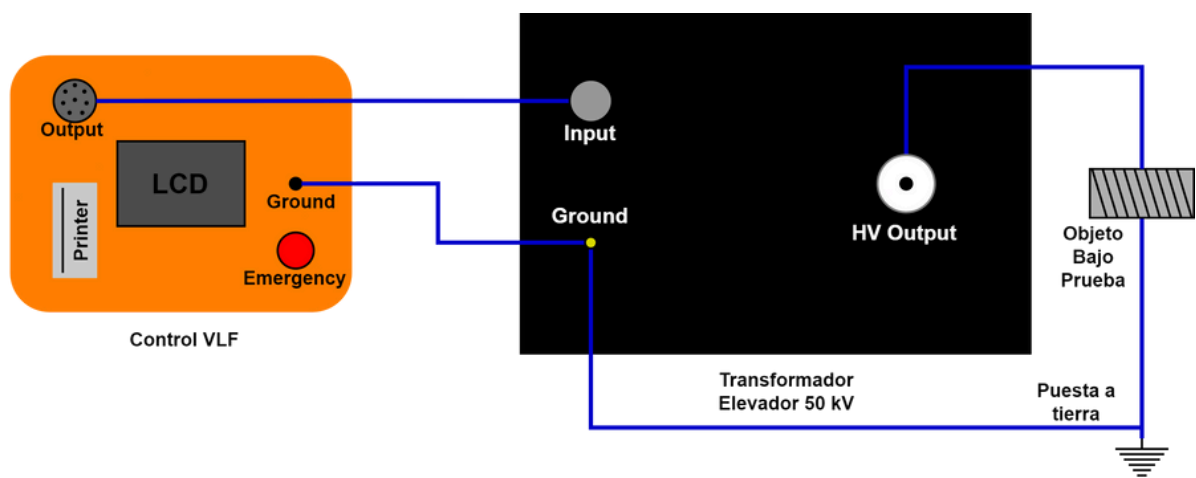 Output
LCD
Printer
Ground
Emergency
Control VLF
Input
Ground
HV Output
Transformador
Elevador 50 kV
Objeto
Bajo
Prueba
Puesta a
tierra